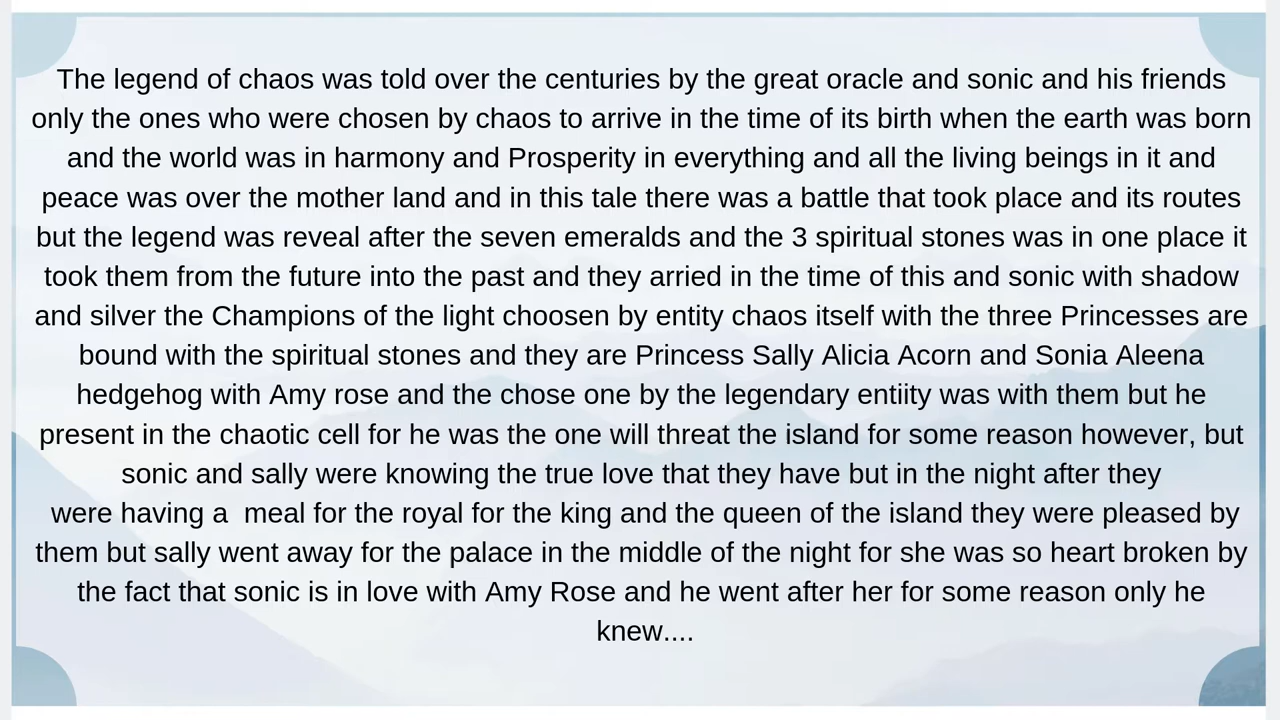 The legend of chaos was told over the centuries by the great oracle and sonic and his friends
only the ones who were chosen by chaos to arrive in the time of its birth when the earth was born
and the world was in harmony and Prosperity in everything and all the living beings in it and
peace was over the mother land and in this tale there was a battle that took place and its routes
but the legend was reveal after the seven emeralds and the 3 spiritual stones was in one place it
took them from the future into the past and they arried in the time of this and sonic with shadow
and silver the Champions of the light choosen by entity chaos itself with the three Princesses are
bound with the spiritual stones and they are Princess Sally Alicia Acorn and Sonia Aleena
hedgehog with Amy rose and the chose one by the legendary entiity was with them but he
present in the chaotic cell for he was the one will threat the island for some reason however, but
sonic and sally were knowing the true love that they have but in the night after they
were having a  meal for the royal for the king and the queen of the island they were pleased by
them but sally went away for the palace in the middle of the night for she was so heart broken by
the fact that sonic is in love with Amy Rose and he went after her for some reason only he
knew....